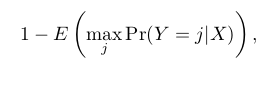 1 − E ( max_j Pr(Y = j|X) ) ,